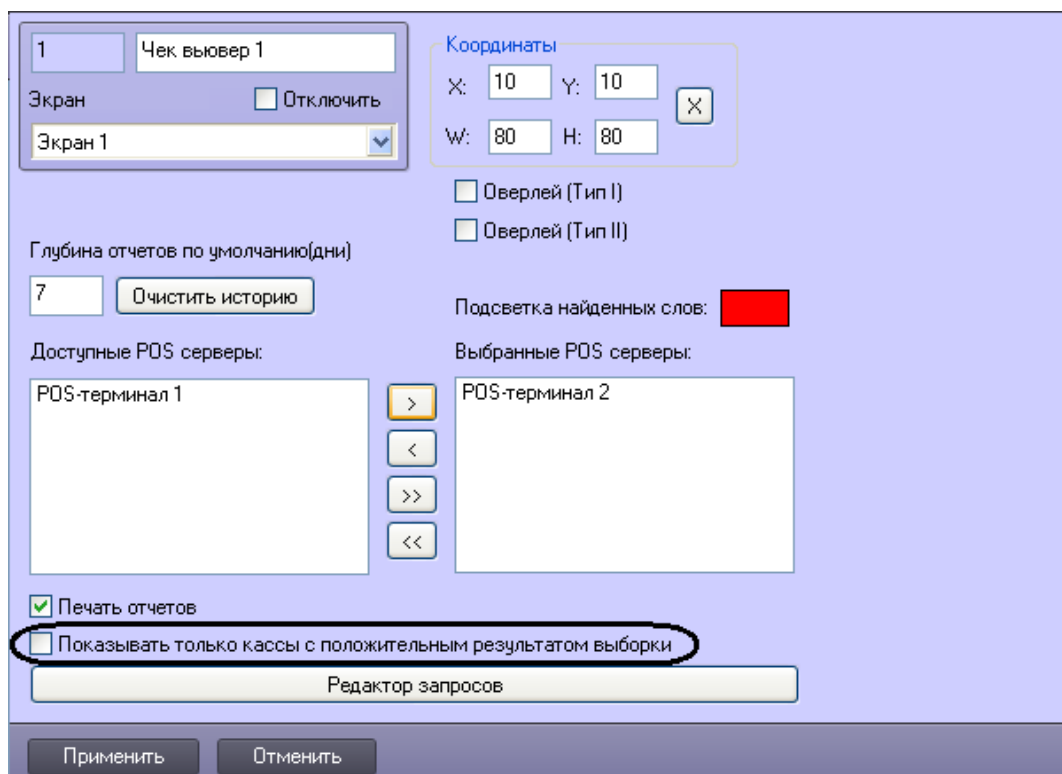 1
Чек вьювер 1
Экран
Отключить
Экран 1
Координаты
X: 10 Y: 10
X
W: 80 H: 80
Оверлей (Тип I)
Оверлей (Тип II)
Глубина отчетов по умолчанию(дни)
7
Очистить историю
Подсветка найденных слов:
Доступные POS серверы:
Выбранные POS серверы:
POS-терминал 1
POS-терминал 2
>
<
>>
<<
Печать отчетов
Показывать только кассы с положительным результатом выборки
Редактор запросов
Применить
Отменить